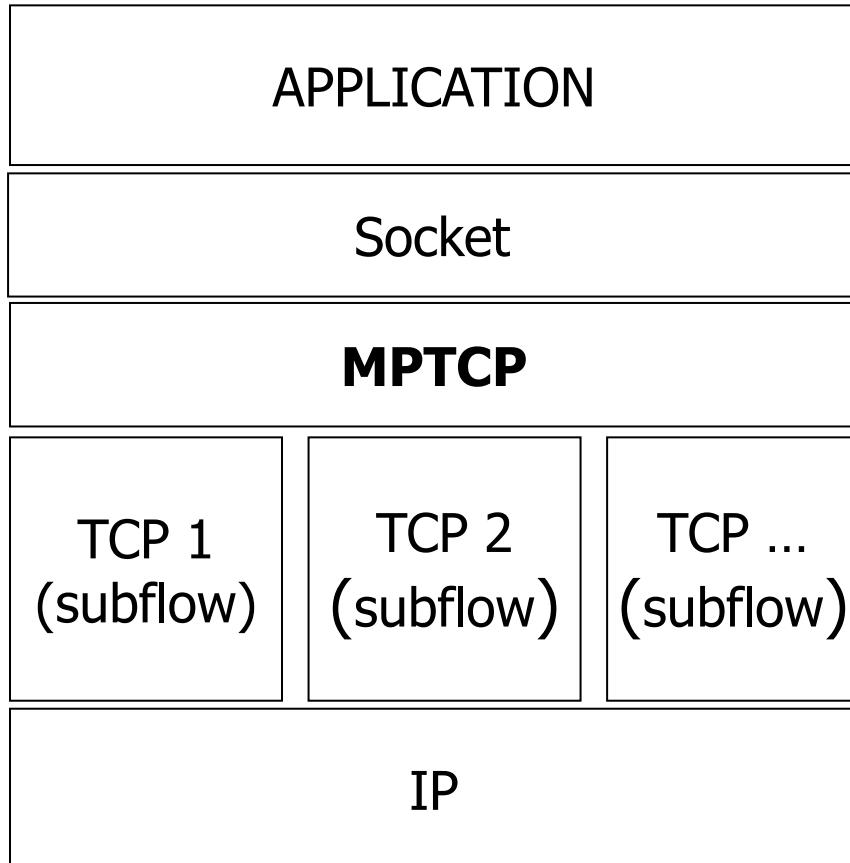 APPLICATION
Socket
MPTCP
TCP 1
(subflow)
TCP 2
(subflow)
TCP ...
(subflow)
IP